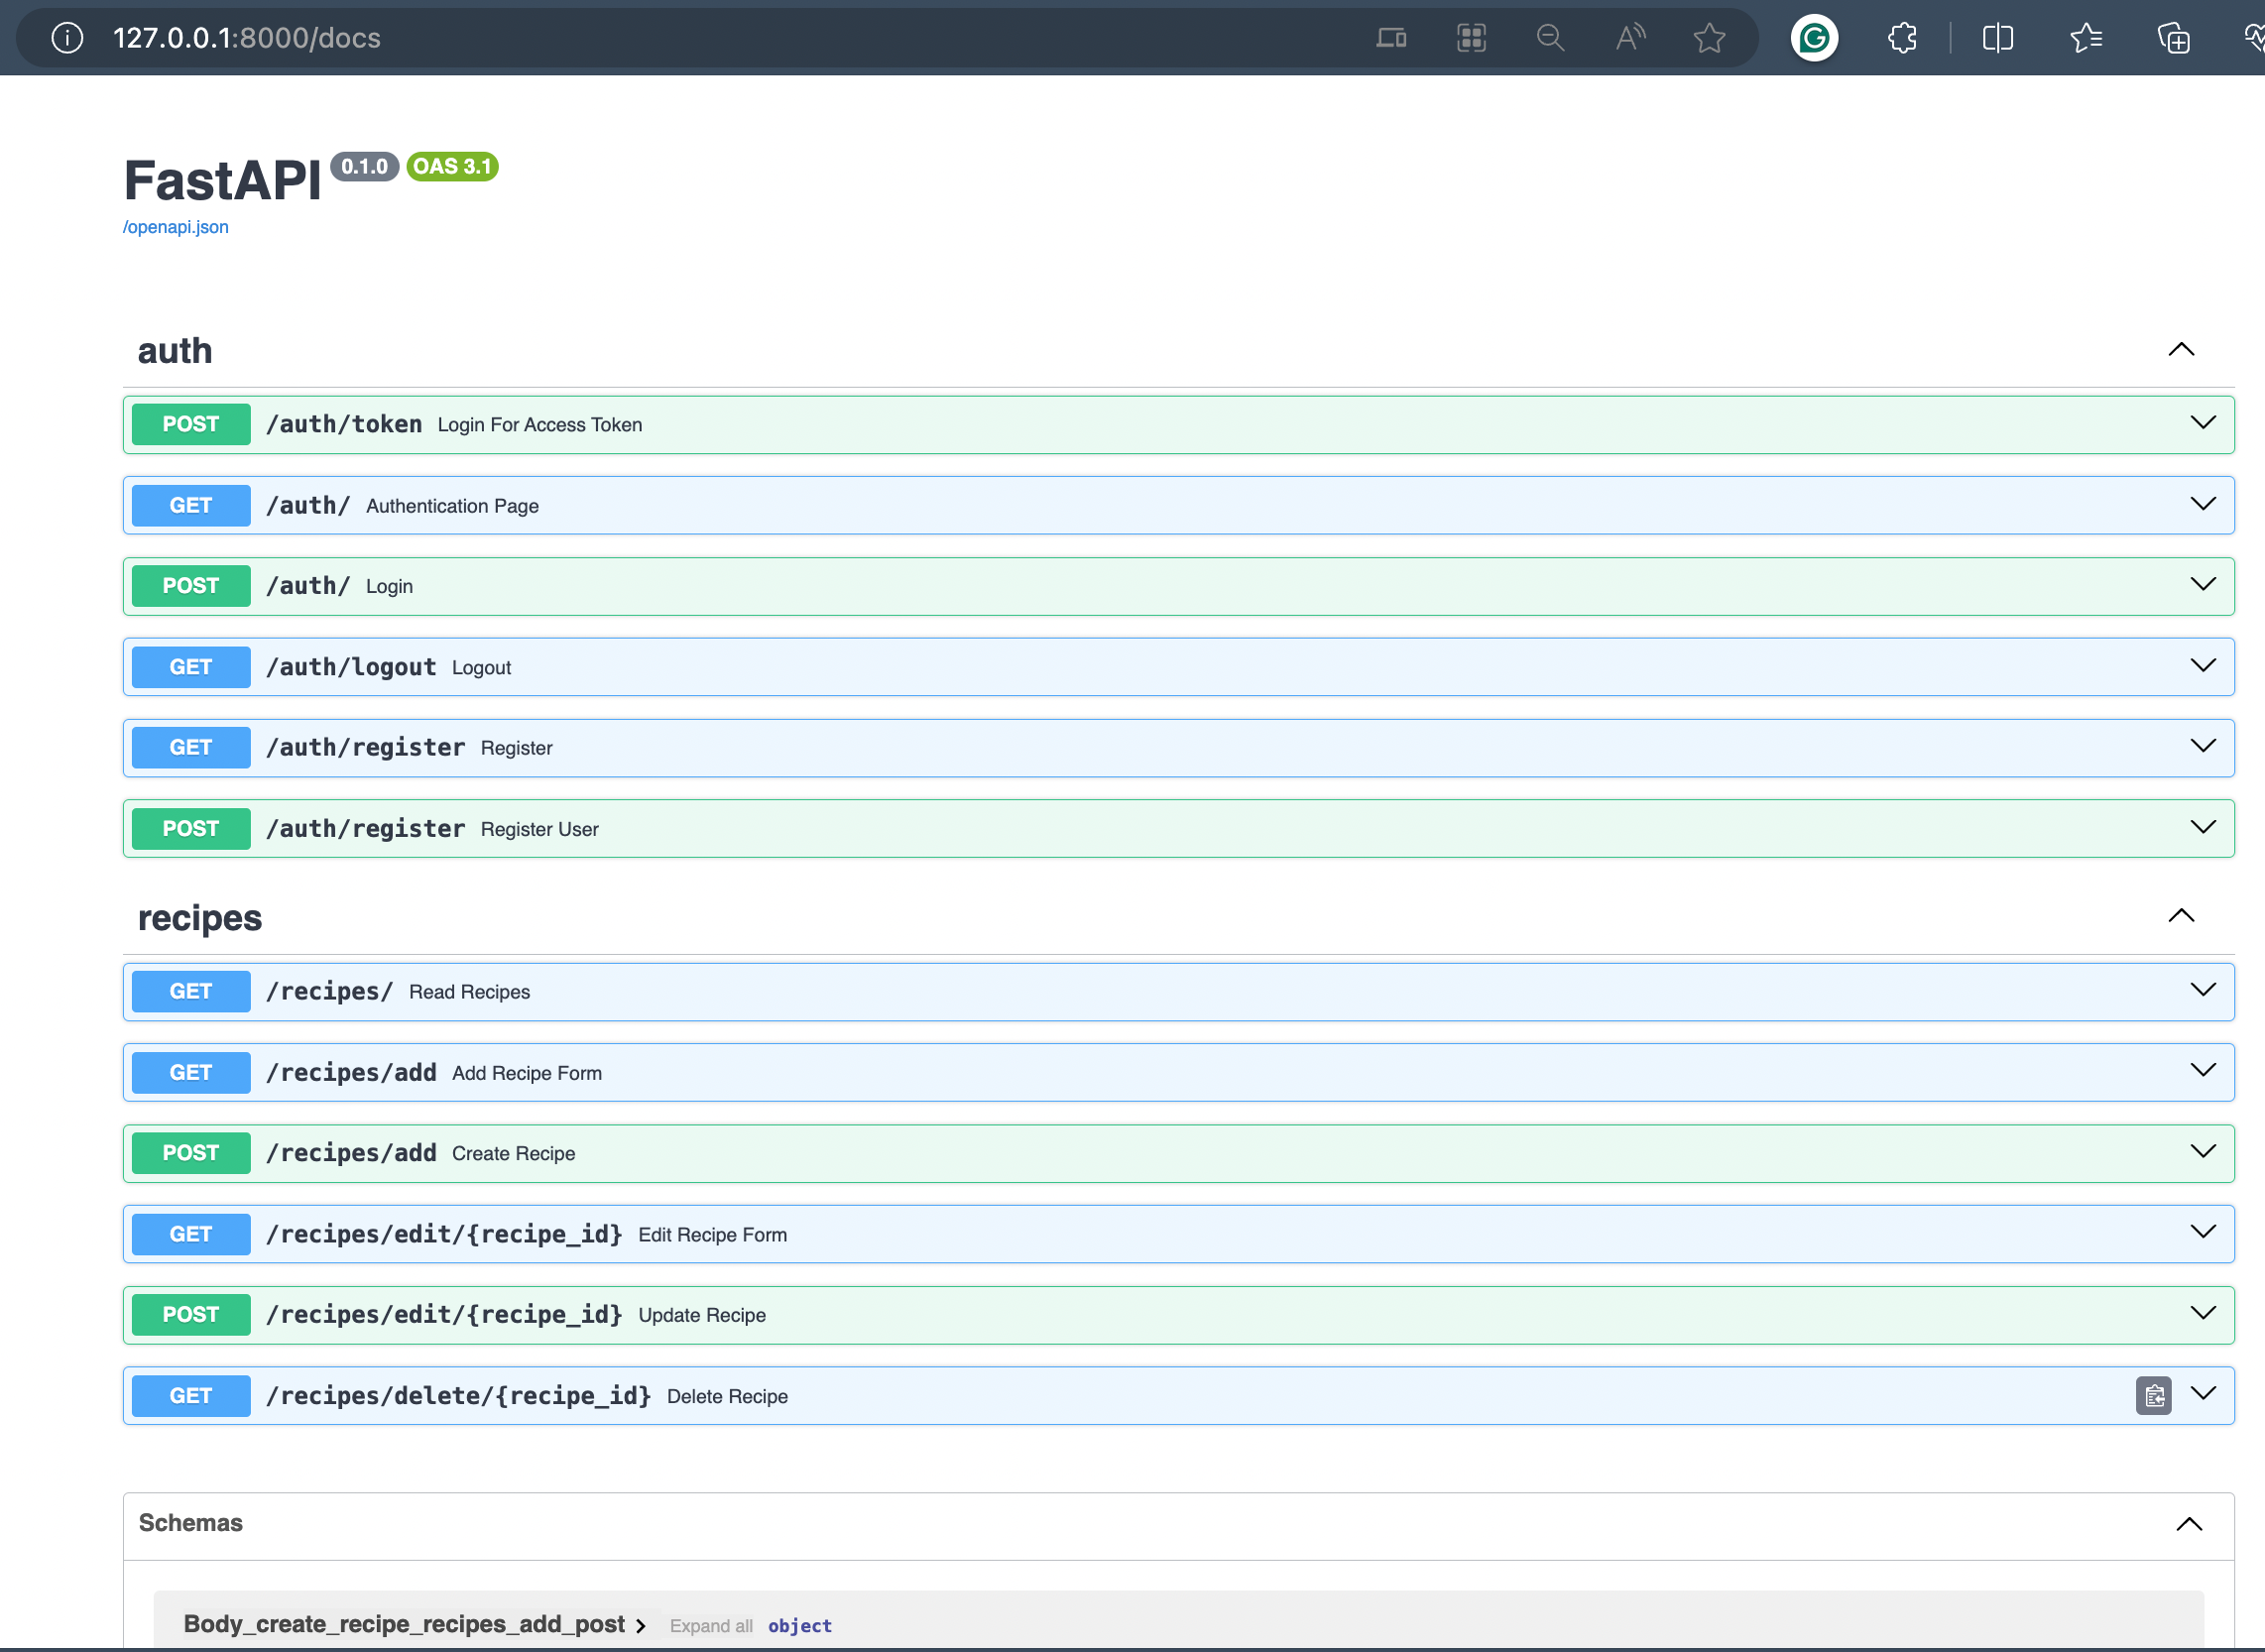 127.0.0.1:8000/docs
FastAPI 0.1.0 OAS 3.1
/openapi.json
auth
POST /auth/token Login For Access Token
GET /auth/ Authentication Page
POST /auth/ Login
GET /auth/logout Logout
GET /auth/register Register
POST /auth/register Register User
recipes
GET /recipes/ Read Recipes
GET /recipes/add Add Recipe Form
POST /recipes/add Create Recipe
GET /recipes/edit/{recipe_id} Edit Recipe Form
POST /recipes/edit/{recipe_id} Update Recipe
GET /recipes/delete/{recipe_id} Delete Recipe
Schemas
Body_create_recipe_recipes_add_post Expand all object